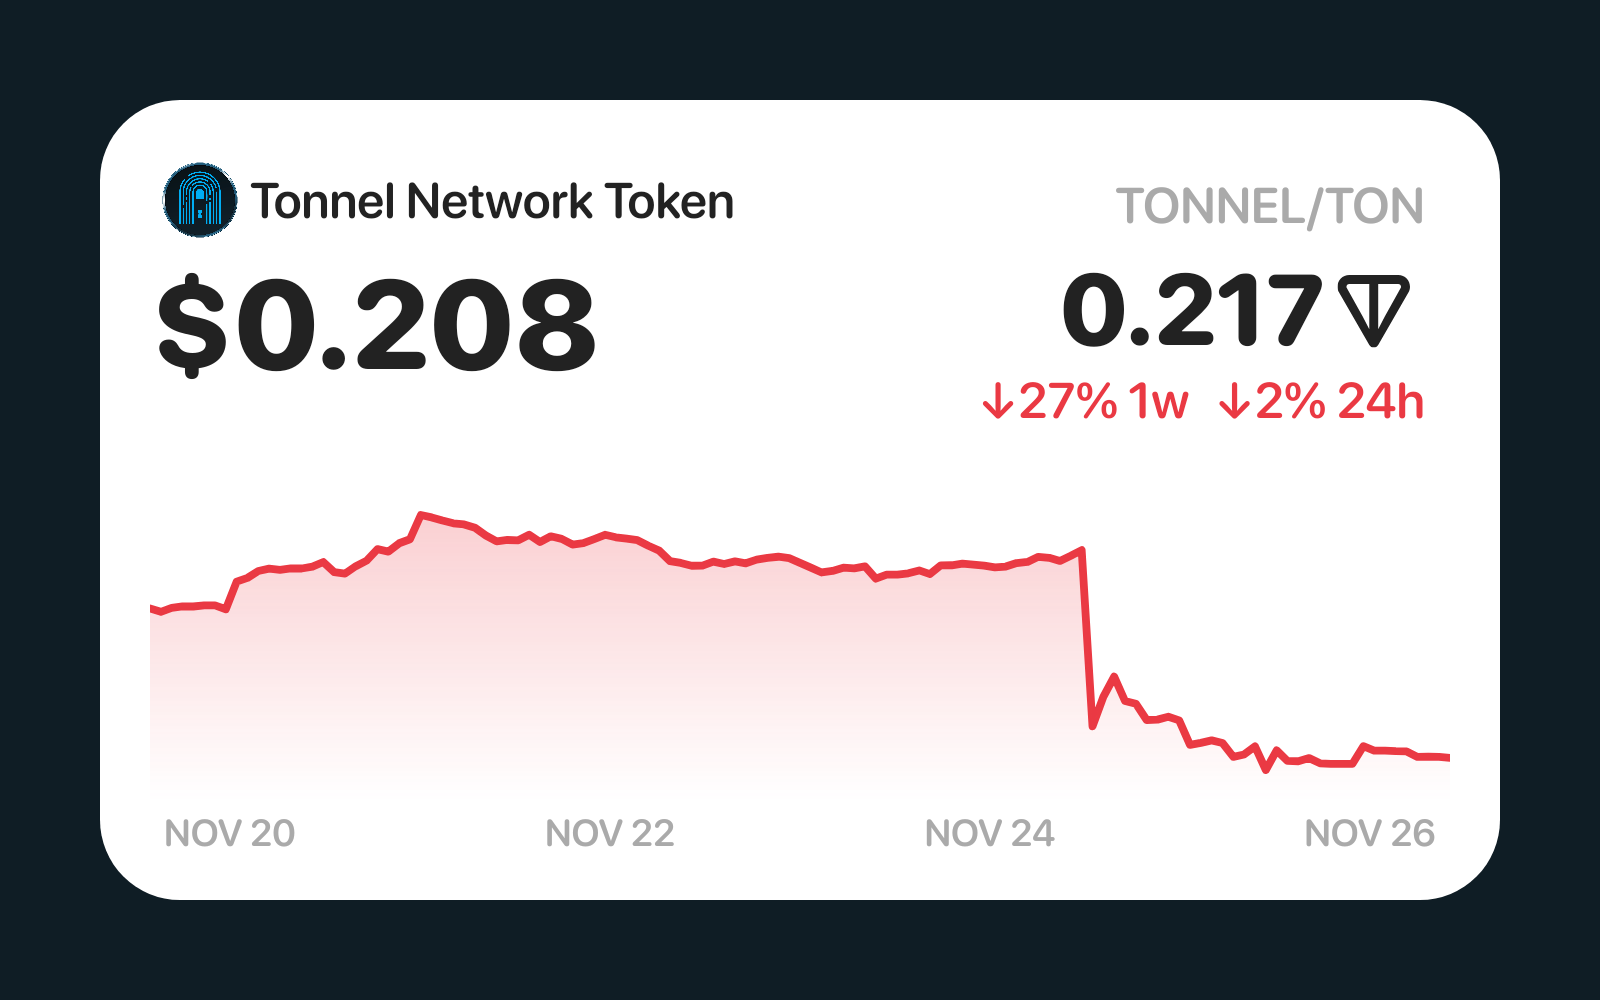 Tonnel Network Token
TONNEL/TON
$0.208
0.217
↓27% 1w ↓2% 24h
NOV 20 NOV 22 NOV 24 NOV 26